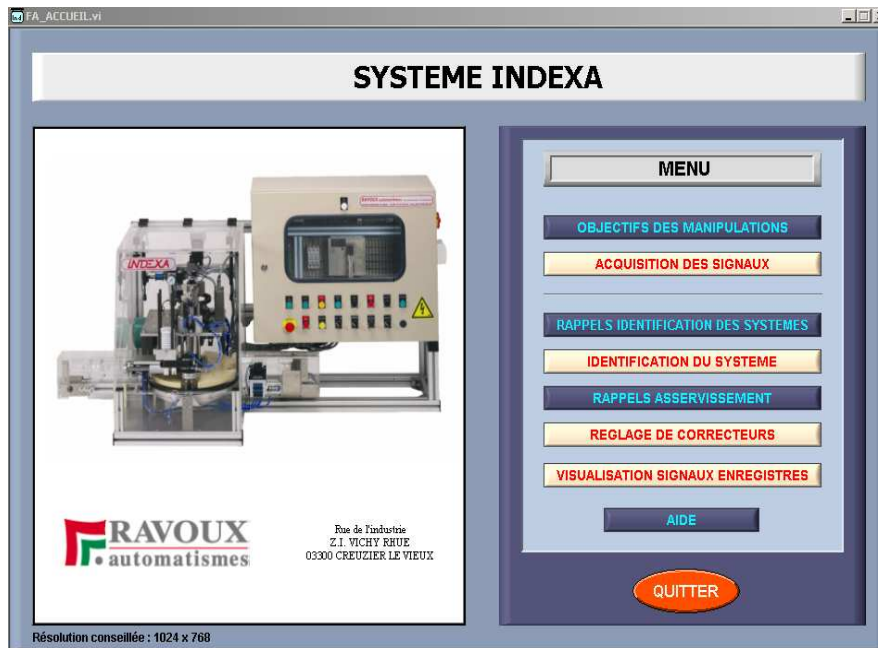 FA_ACCUEIL.vi
SYSTEME INDEXA
MENU
OBJECTIFS DES MANIPULATIONS
ACQUISITION DES SIGNAUX
RAPPELS IDENTIFICATION DES SYSTEMES
IDENTIFICATION DU SYSTEME
RAPPELS ASSERVISSEMENT
REGLAGE DE CORRECTEURS
VISUALISATION SIGNAUX ENREGISTRES
AIDE
QUITTER
INDEXA
RAVOUX
automatismes
Rue de l'industrie
Z.I. VICHY RHUE
03300 CREUZIER LE VIEUX
Résolution conseillée : 1024 x 768